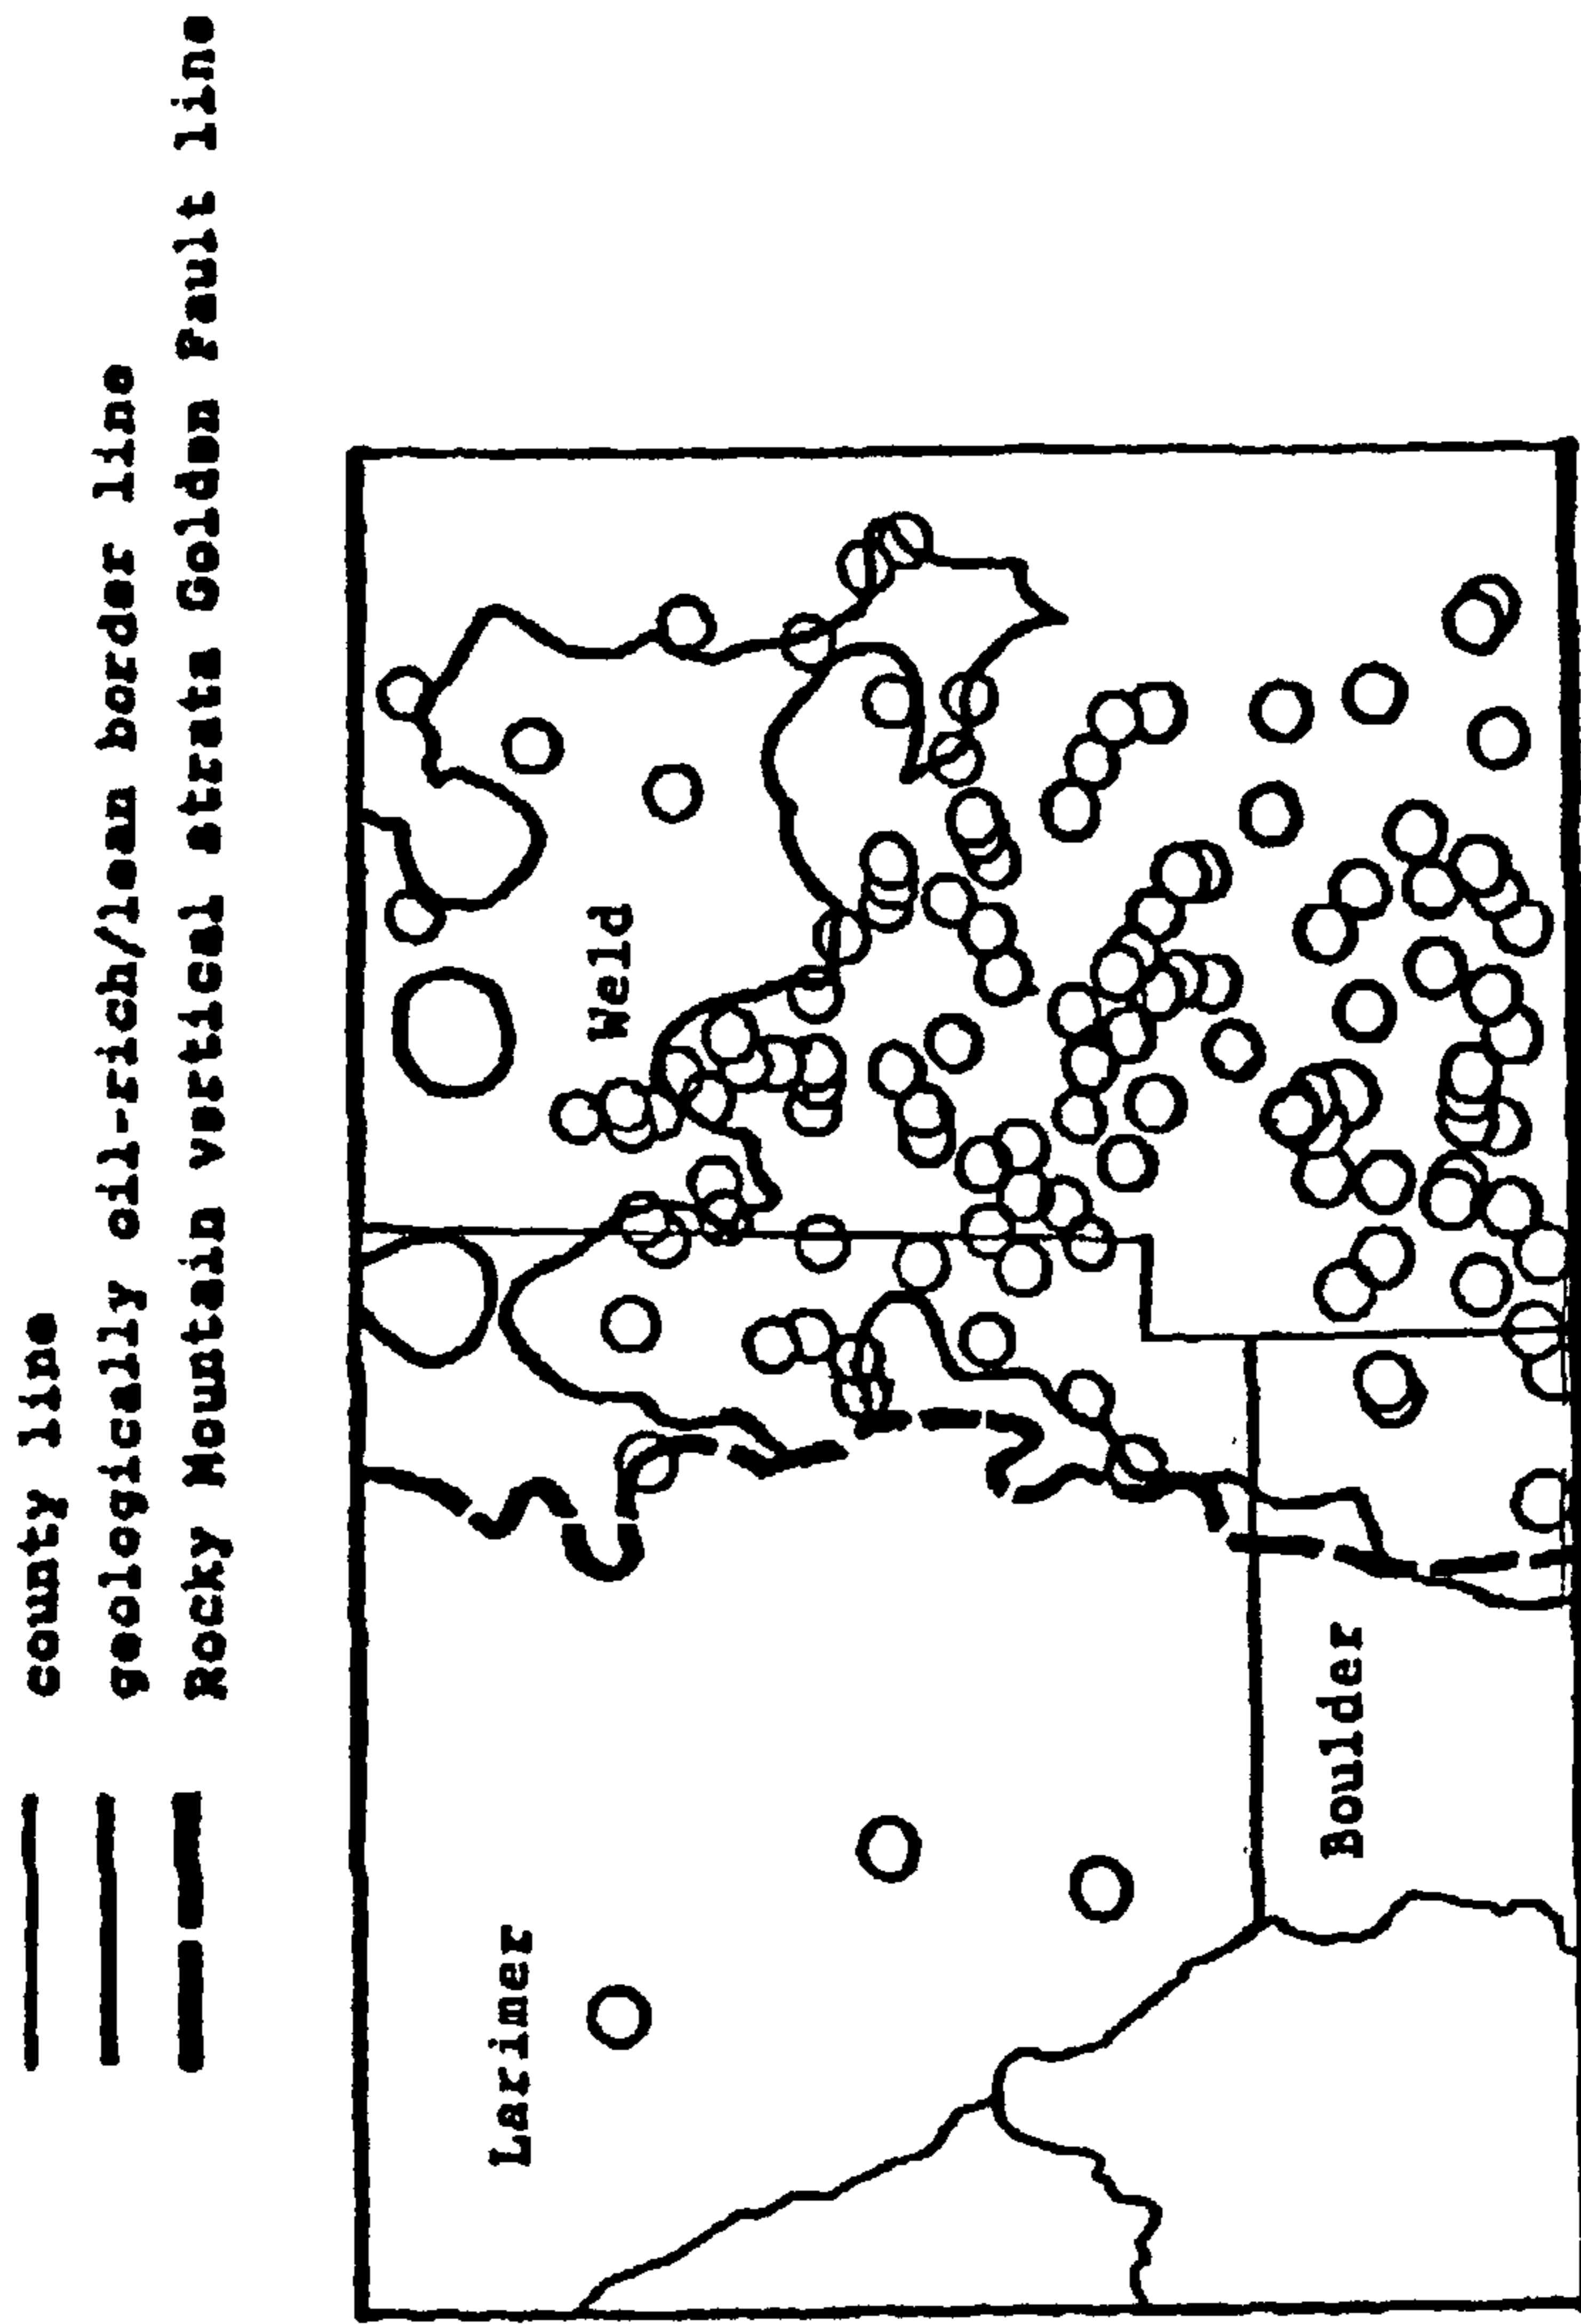 county line
geologically oil-rich/lean border line
Rocky Mountain vertical strata Golden Fault line
Weld
Larimer
Boulder